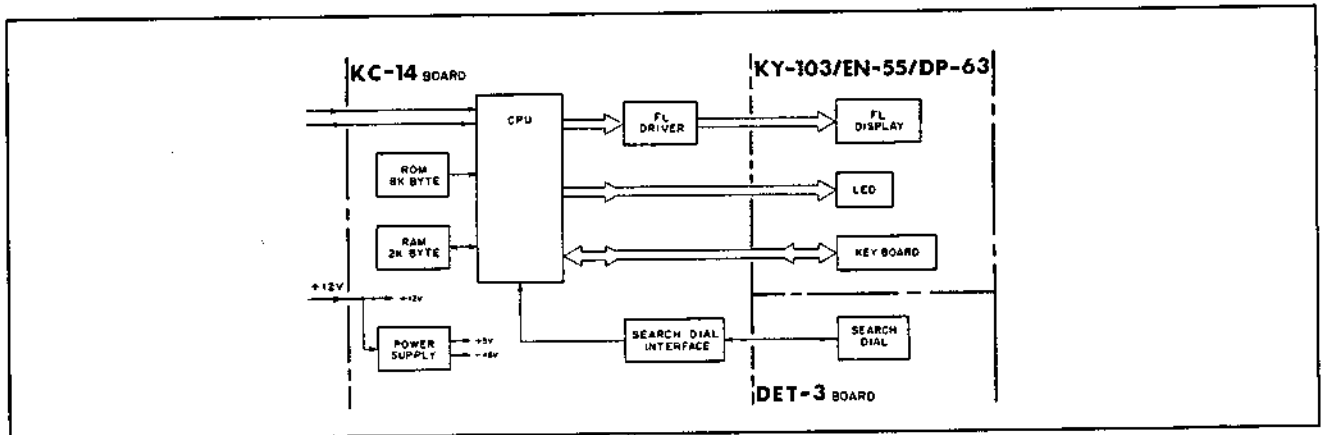 KC-14 BOARD
KY-103/EN-55/DP-63
CPU
FL
DRIVER
FL
DISPLAY
ROM
8K BYTE
LED
RAM
2K BYTE
KEY BOARD
+12V
+12V
POWER
SUPPLY
+5V
SEARCH DIAL
INTERFACE
SEARCH
DIAL
DET-3 BOARD